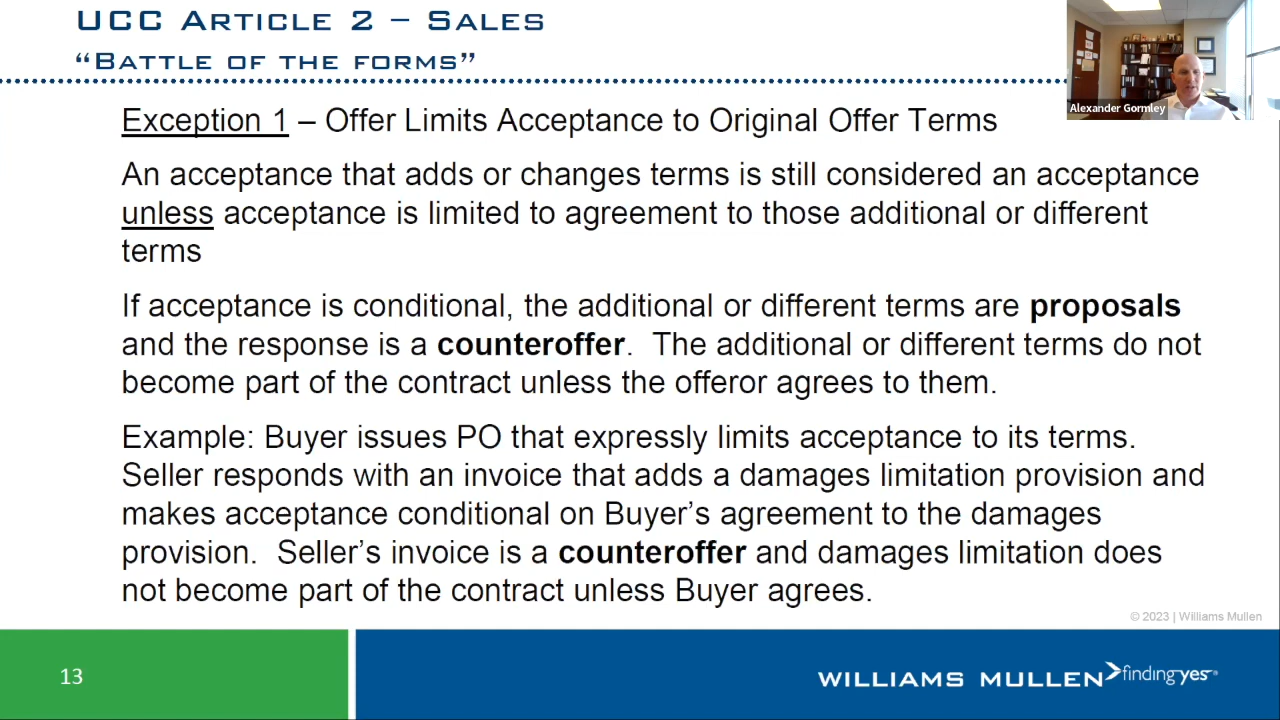 UCC ARTICLE 2 – SALES
“BATTLE OF THE FORMS”
Alexander Gormley
Exception 1 – Offer Limits Acceptance to Original Offer Terms
An acceptance that adds or changes terms is still considered an acceptance
unless acceptance is limited to agreement to those additional or different
terms
If acceptance is conditional, the additional or different terms are proposals
and the response is a counteroffer. The additional or different terms do not
become part of the contract unless the offeror agrees to them.
Example: Buyer issues PO that expressly limits acceptance to its terms.
Seller responds with an invoice that adds a damages limitation provision and
makes acceptance conditional on Buyer’s agreement to the damages
provision. Seller’s invoice is a counteroffer and damages limitation does
not become part of the contract unless Buyer agrees.
© 2023 | Williams Mullen
13
WILLIAMS MULLEN finding yes